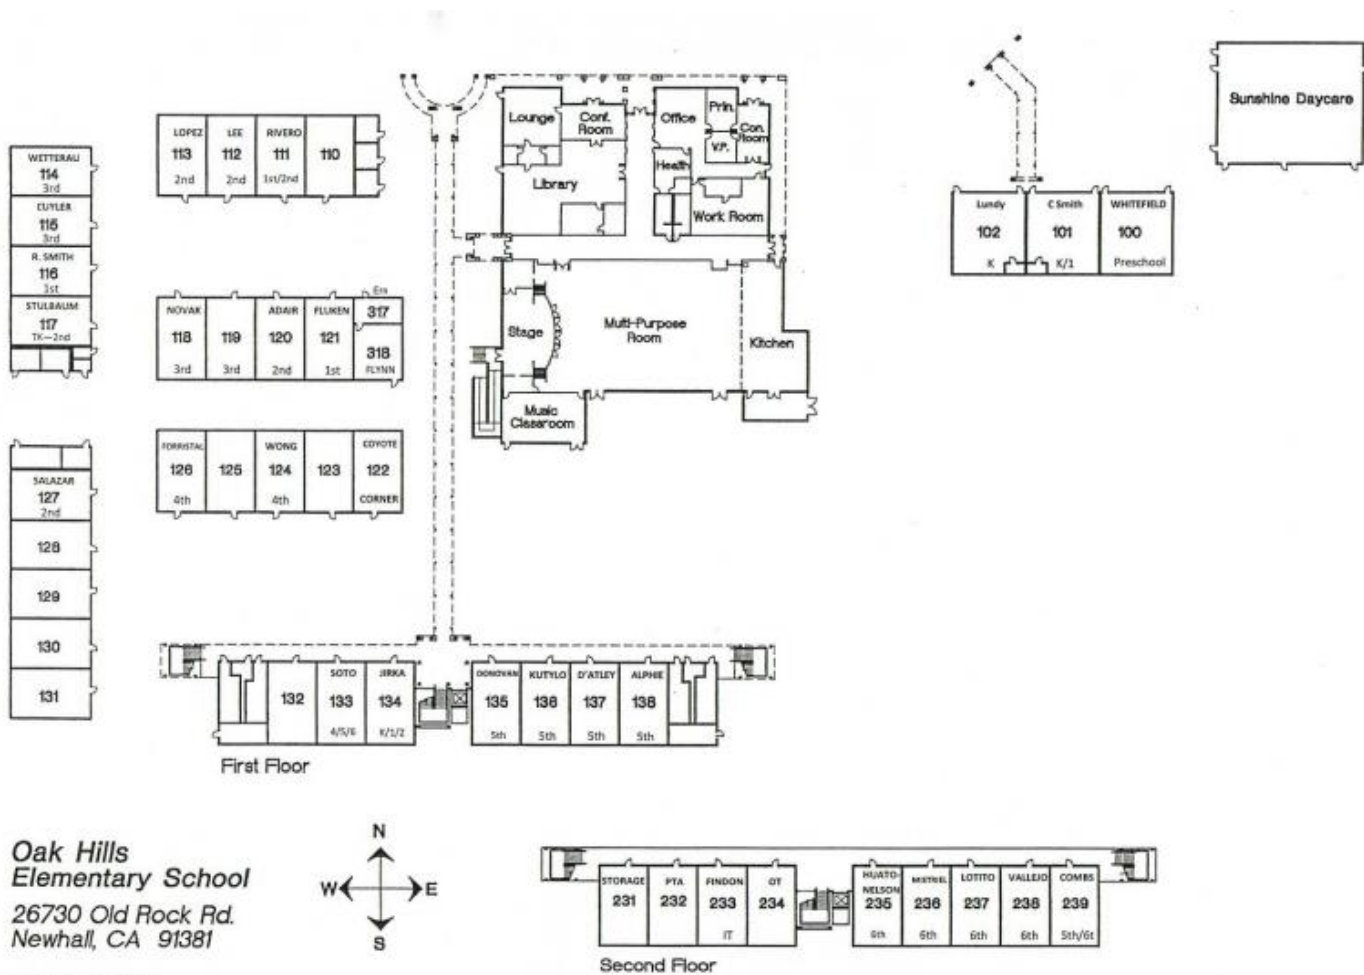 Sunshine Daycare
LOPEZ
113
2nd
LEE
112
2nd
RIVERO
111
1st/2nd
110
WETTERAU
114
3rd
CUYLER
115
3rd
R. SMITH
116
1st
STULBAUM
117
TK—2nd
Lounge
Conf.
Room
Office
Prin.
V.P.
Con.
Room
Health
Library
Work Room
Lundy
102
K
C Smith
101
K/1
WHITEFIELD
100
Preschool
NOVAK
118
3rd
119
3rd
ADAIR
120
2nd
FLUKEN
121
1st
317
318
FLYNN
Stage
Multi-Purpose
Room
Kitchen
Music
Classroom
FORRISTAL
126
4th
125
WONG
124
4th
123
COYOTE
122
CORNER
SALAZAR
127
2nd
128
129
130
131
132
SOTO
133
4/5/6
JIRKA
134
K/1/2
DONOVAN
135
5th
KUTYLO
136
5th
D'ATLEY
137
5th
ALPHIE
138
5th
First Floor
Oak Hills
Elementary School
26730 Old Rock Rd.
Newhall, CA 91381
N
W
E
S
STORAGE
231
PTA
232
FINDON
233
IT
OT
234
HUATO-
NELSON
235
6th
236
6th
LOTITO
237
6th
VALLEJO
238
6th
COMBS
239
5th/6t
Second Floor